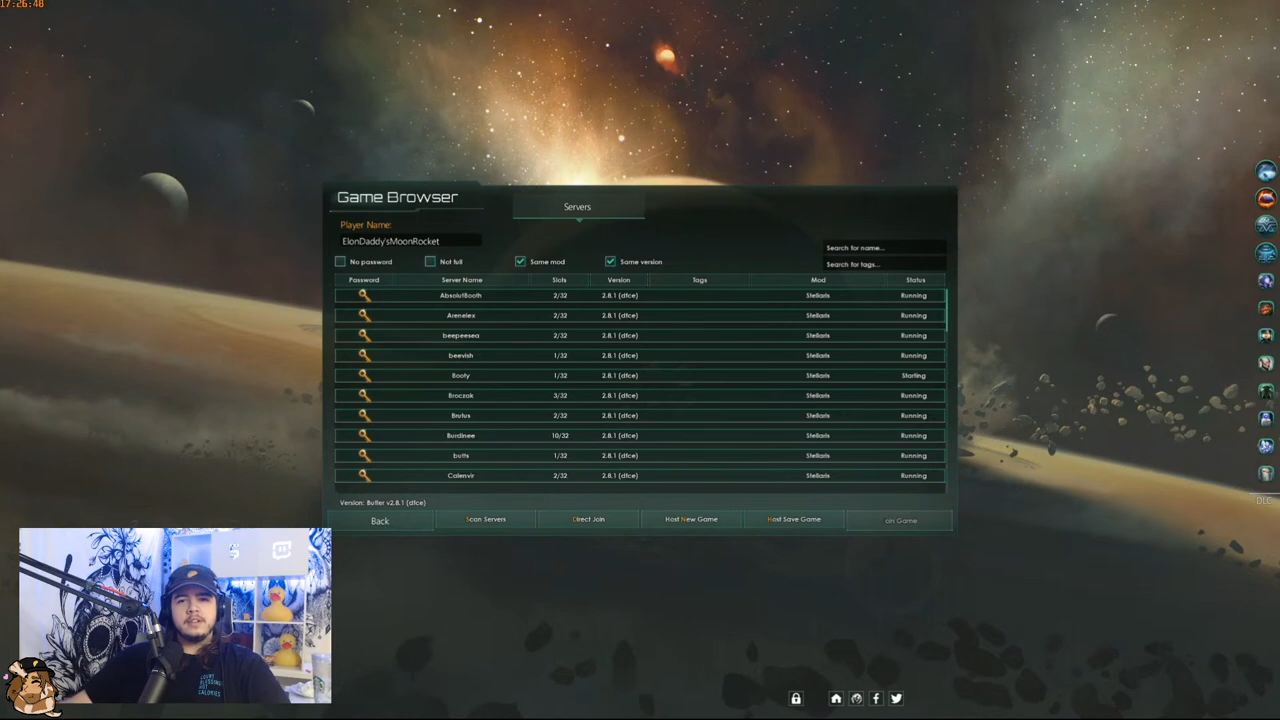 17:26:48
Game Browser
Servers
Player Name:
ElonDaddy'sMoonRocket
Search for name...
No password Not full Same mod Same version
Search for tags...
Password Server Name Slots Version Tags Mod Status
AbsolutBooth 2/32 2.8.1 (dfce) Stellaris Running
Arenelex 2/32 2.8.1 (dfce) Stellaris Running
beepeesea 2/32 2.8.1 (dfce) Stellaris Running
beevish 1/32 2.8.1 (dfce) Stellaris Running
Booty 1/32 2.8.1 (dfce) Stellaris Starting
Broczok 3/32 2.8.1 (dfce) Stellaris Running
Brutus 2/32 2.8.1 (dfce) Stellaris Running
Burdinee 10/32 2.8.1 (dfce) Stellaris Running
butts 1/32 2.8.1 (dfce) Stellaris Running
Calenvir 2/32 2.8.1 (dfce) Stellaris Running
DLC
Version: Butler v2.8.1 (dfce)
Back Scan Servers Direct Join Host New Game Host Save Game oin Game
COUNT
BLESSINGS
NOT
CALORIES